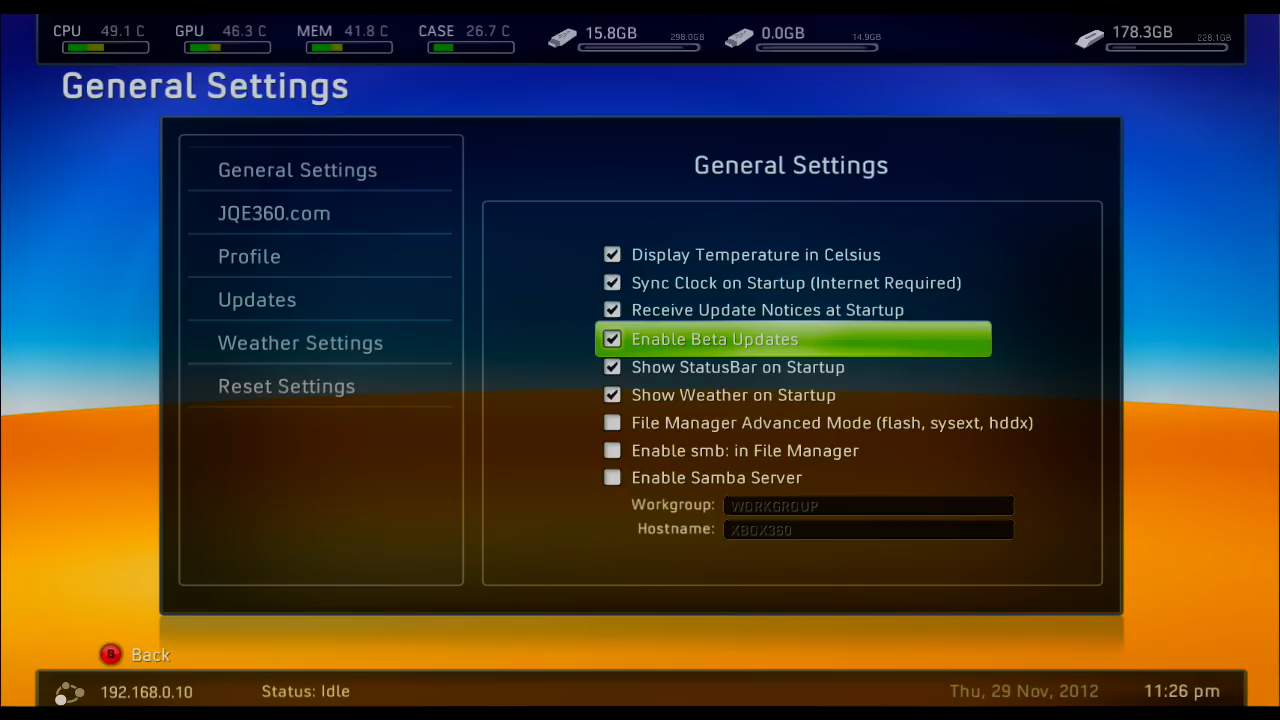 CPU 49.1 C GPU 46.3 C MEM 41.8 C CASE 26.7 C 15.8GB 298.0GB 0.0GB 14.9GB 178.3GB 228.1GB
General Settings
General Settings
JQE360.com
Profile
Updates
Weather Settings
Reset Settings
General Settings
Display Temperature in Celsius
Sync Clock on Startup (Internet Required)
Receive Update Notices at Startup
Enable Beta Updates
Show StatusBar on Startup
Show Weather on Startup
File Manager Advanced Mode (flash, sysext, hddx)
Enable smb: in File Manager
Enable Samba Server
Workgroup: WORKGROUP
Hostname: XBOX360
B Back
192.168.0.10 Status: Idle Thu, 29 Nov, 2012 11:26 pm